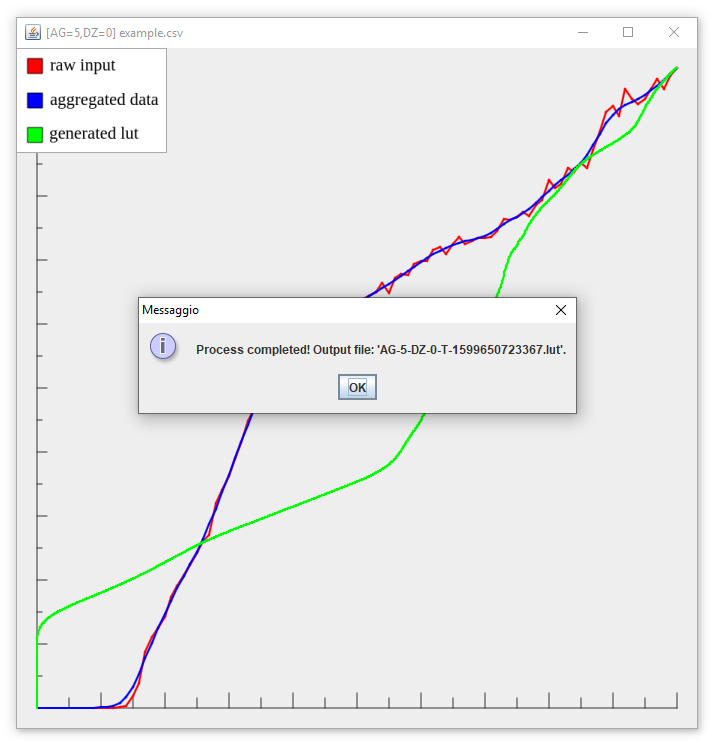 [AG=5,DZ=0] example.csv
raw input
aggregated data
generated lut
Messaggio
Process completed! Output file: 'AG-5-DZ-0-T-1599650723367.lut'.
OK